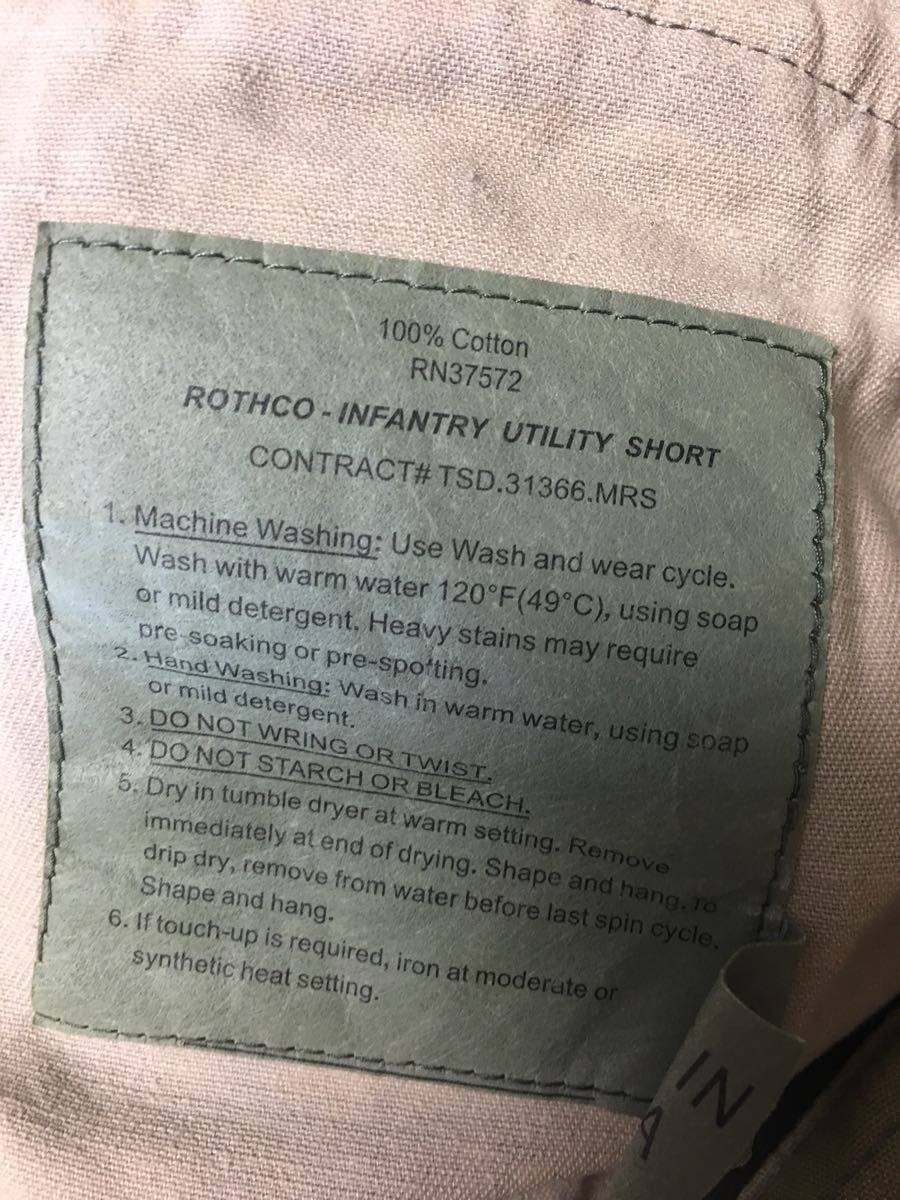 100% Cotton
RN37572
ROTHCO - INFANTRY UTILITY SHORT
CONTRACT# TSD.31366.MRS
1. Machine Washing: Use Wash and wear cycle.
Wash with warm water 120°F(49°C), using soap
or mild detergent. Heavy stains may require
pre-soaking or pre-spotting.
2. Hand Washing: Wash in warm water, using soap
or mild detergent.
3. DO NOT WRING OR TWIST.
4. DO NOT STARCH OR BLEACH.
5. Dry in tumble dryer at warm setting. Remove
immediately at end of drying. Shape and hang. To
drip dry, remove from water before last spin cycle.
Shape and hang.
6. If touch-up is required, iron at moderate or
synthetic heat setting.
IN
A